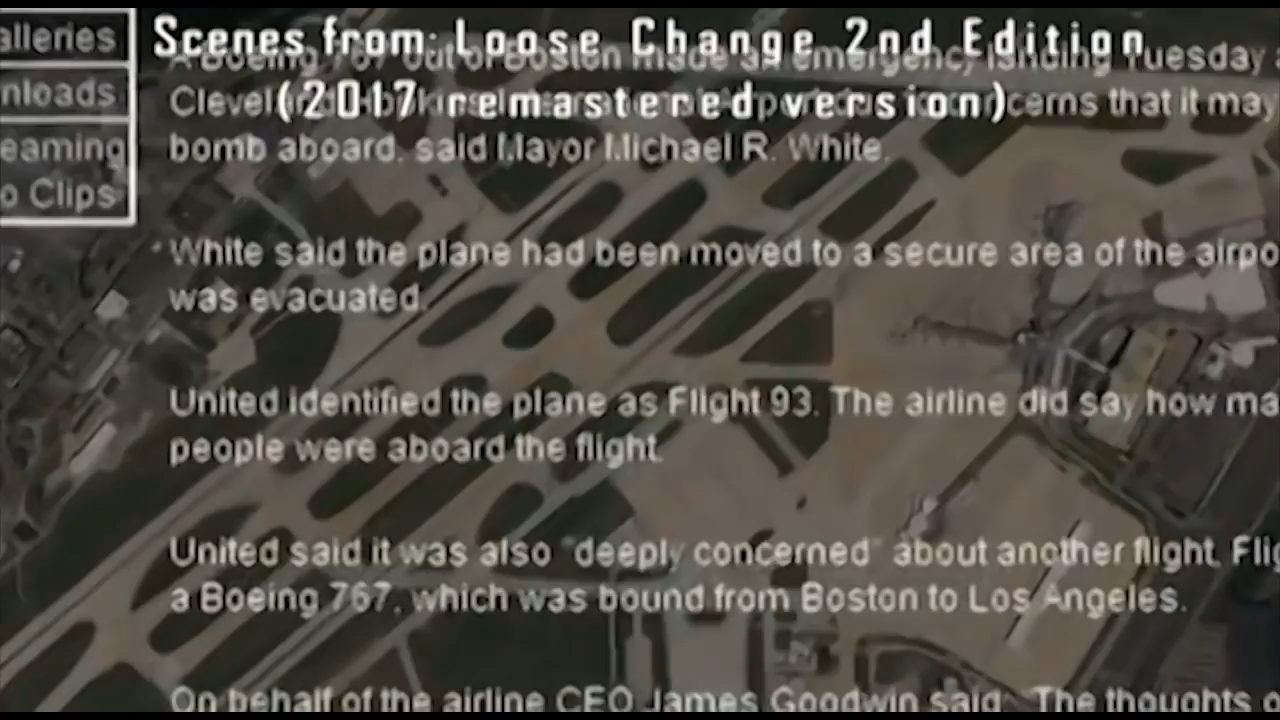 Scenes from: Loose Change 2nd Edition
(2017 remastered version)
alleries
nloads
eaming
o Clips
A Boeing 767 out of Boston made an emergency landing Tuesday
Clevel cerns that it may
bomb aboard, said Mayor Michael R. White.
White said the plane had been moved to a secure area of the airpo
was evacuated.
United identified the plane as Flight 93. The airline did say how ma
people were aboard the flight.
United said it was also "deeply concerned" about another flight, Flig
a Boeing 767, which was bound from Boston to Los Angeles.
On behalf of the airline CEO James Goodwin said: "The thoughts o